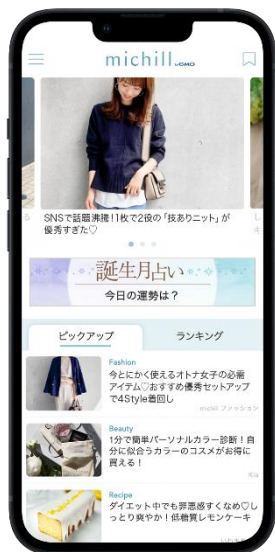 michill byGMO
SNSで話題沸騰!1枚で2役の「技ありニット」が
優秀すぎた♡
誕生月占い
今日の運勢は？
ピックアップ
ランキング
Fashion
今とにかく使えるオトナ女子の必需
アイテム♡おすすめ優秀セットアップ
で4Style着回し
michill ファッション
Beauty
1分で簡単パーソナルカラー診断！自
分に似合うカラーのコスメがお得に
買える！
Recipe
ダイエット中でも罪悪感すくなめ♡し
っとり爽やか！低糖質レモンケーキ